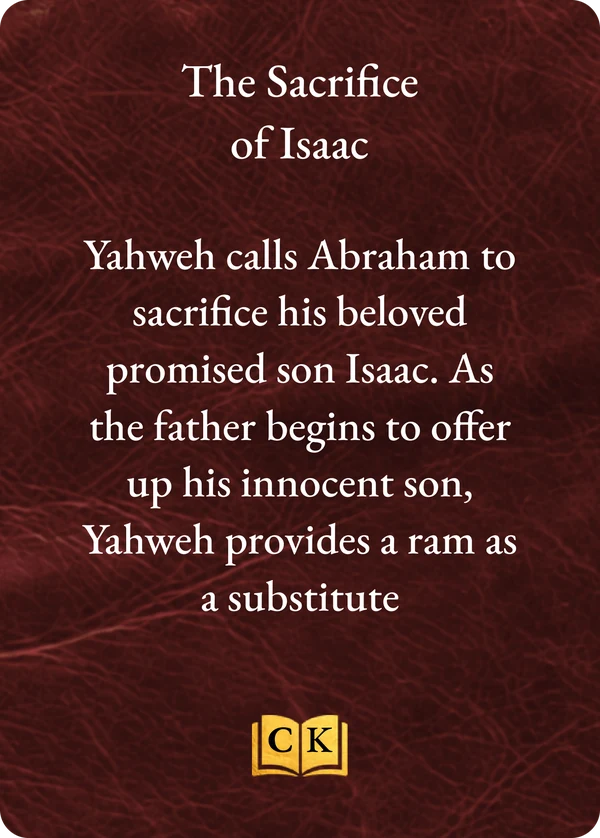 The Sacrifice
of Isaac
Yahweh calls Abraham to
sacrifice his beloved
promised son Isaac. As
the father begins to offer
up his innocent son,
Yahweh provides a ram as
a substitute
C K